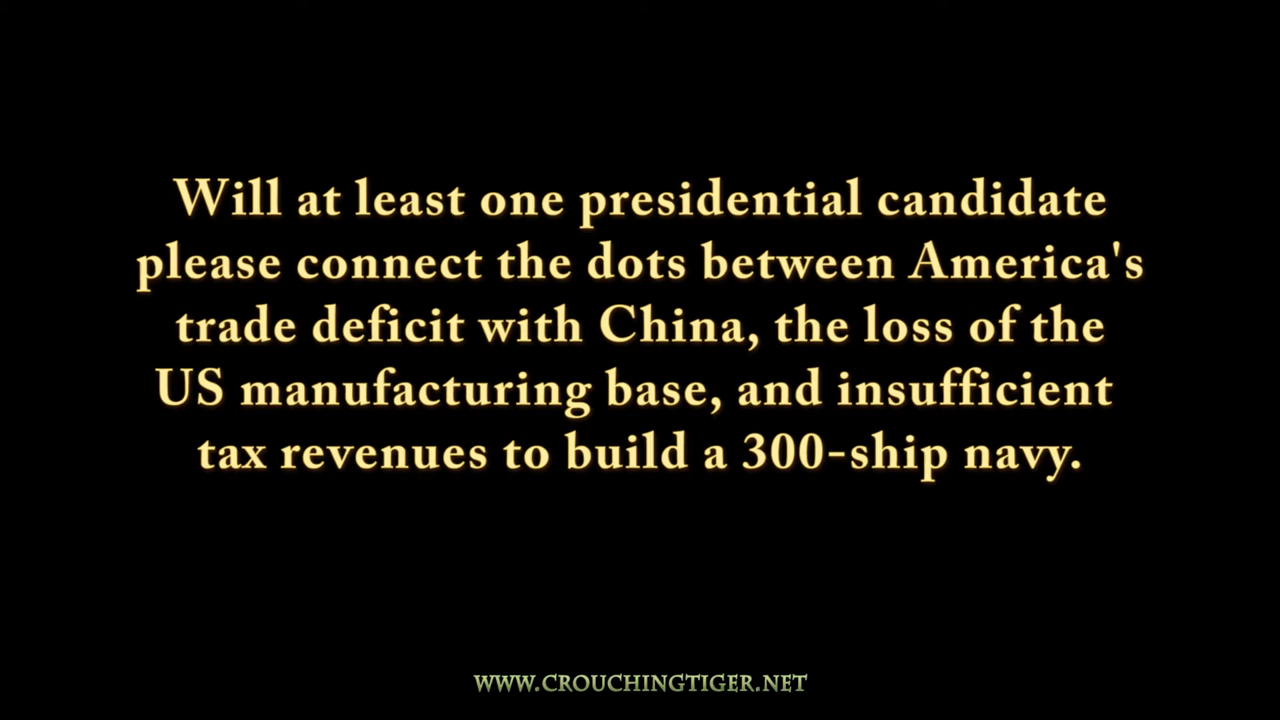 Will at least one presidential candidate
please connect the dots between America's
trade deficit with China, the loss of the
US manufacturing base, and insufficient
tax revenues to build a 300-ship navy.
WWW.CROUCHINGTIGER.NET